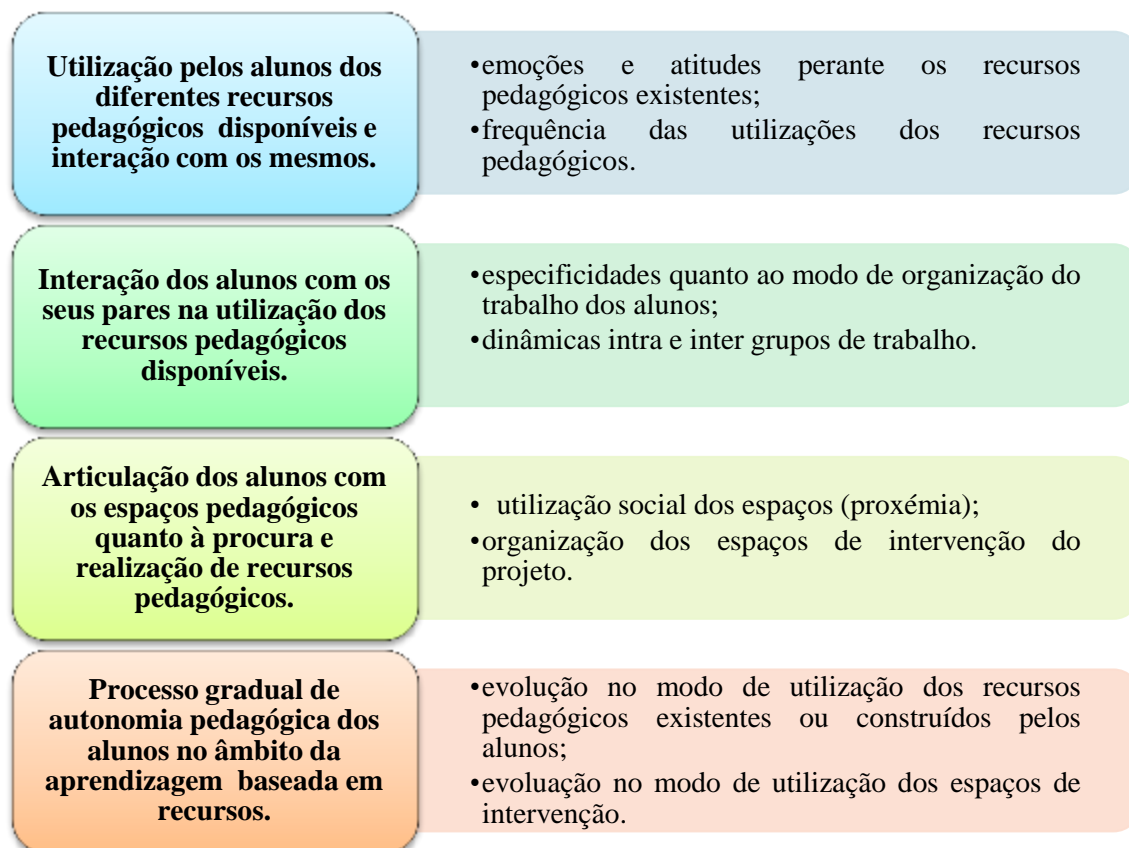 Utilização pelos alunos dos
diferentes recursos
pedagógicos disponíveis e
interação com os mesmos.
•emoções e atitudes perante os recursos
pedagógicos existentes;
•frequência das utilizações dos recursos
pedagógicos.
Interação dos alunos com os
seus pares na utilização dos
recursos pedagógicos
disponíveis.
•especificidades quanto ao modo de organização do
trabalho dos alunos;
•dinâmicas intra e inter grupos de trabalho.
Articulação dos alunos com
os espaços pedagógicos
quanto à procura e
realização de recursos
pedagógicos.
• utilização social dos espaços (proxémia);
•organização dos espaços de intervenção do
projeto.
Processo gradual de
autonomia pedagógica dos
alunos no âmbito da
aprendizagem baseada em
recursos.
•evolução no modo de utilização dos recursos
pedagógicos existentes ou construídos pelos
alunos;
•evoluação no modo de utilização dos espaços de
intervenção.